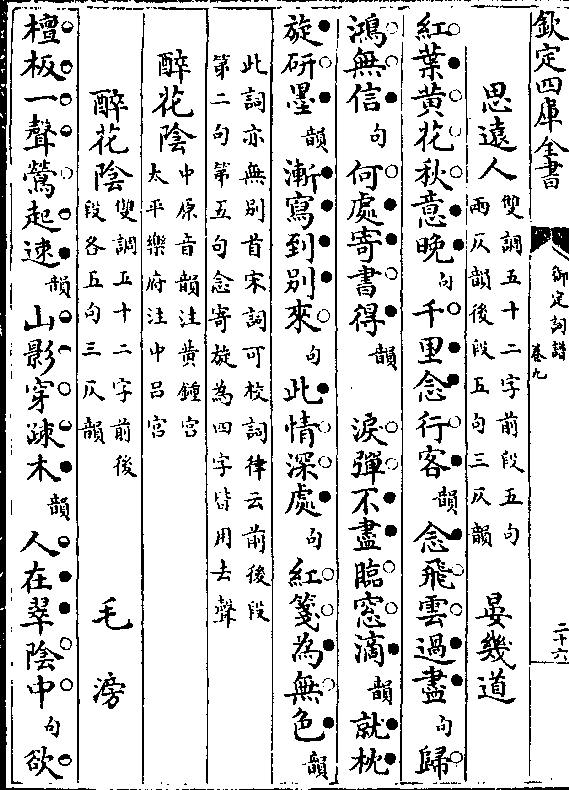 欽定四庫全書
御定詞譜
卷九
二十六
思遠人 雙調五十二字前段五句
兩仄韻後段五句三仄韻 晏幾道
紅葉黄花秋意晚句千里念行客韻念飛雲過盡句歸
鴻無信句何處寄書得韻 淚彈不盡臨窓滴韻就枕
旋研墨韻漸寫到別來句此情深處句紅箋為無色韻
此詞亦無別首宋詞可校詞律云前後段
第二句第五句念寄旋為四字皆用去聲
醉花陰 中原音韻注黄鍾宫
太平樂府注中吕宫
醉花陰 雙調五十二字前後
段各五句三仄韻 毛滂
檀板一聲鶯起速韻山影穿疎木韻人在翠陰中句欲